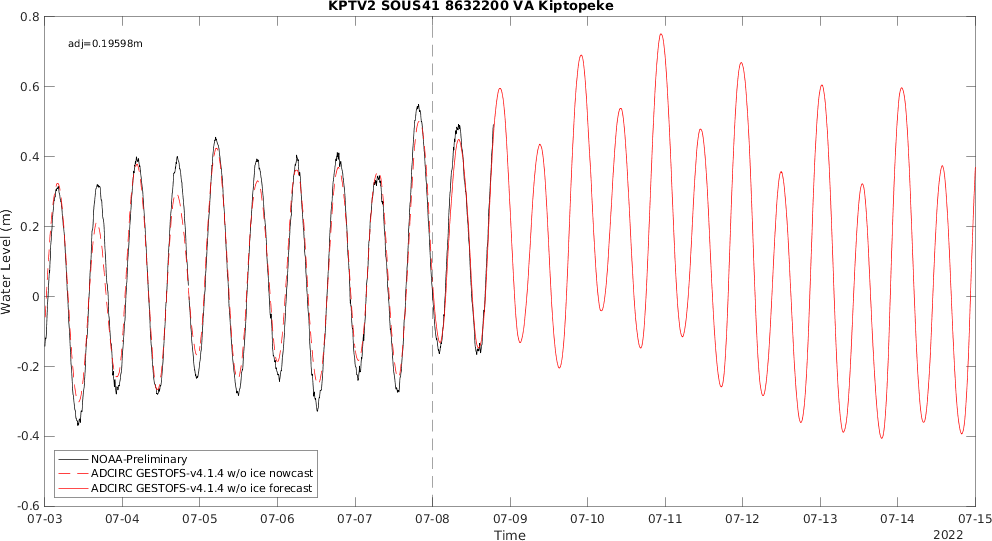 KPTV2 SOUS41 8632200 VA Kiptopeke
adj=0.19598m
0.8
0.6
0.4
0.2
0
-0.2
-0.4
-0.6
Water Level (m)
NOAA-Preliminary
ADCIRC GESTOFS-v4.1.4 w/o ice nowcast
ADCIRC GESTOFS-v4.1.4 w/o ice forecast
07-03 07-04 07-05 07-06 07-07 07-08 07-09 07-10 07-11 07-12 07-13 07-14 07-15
Time
2022